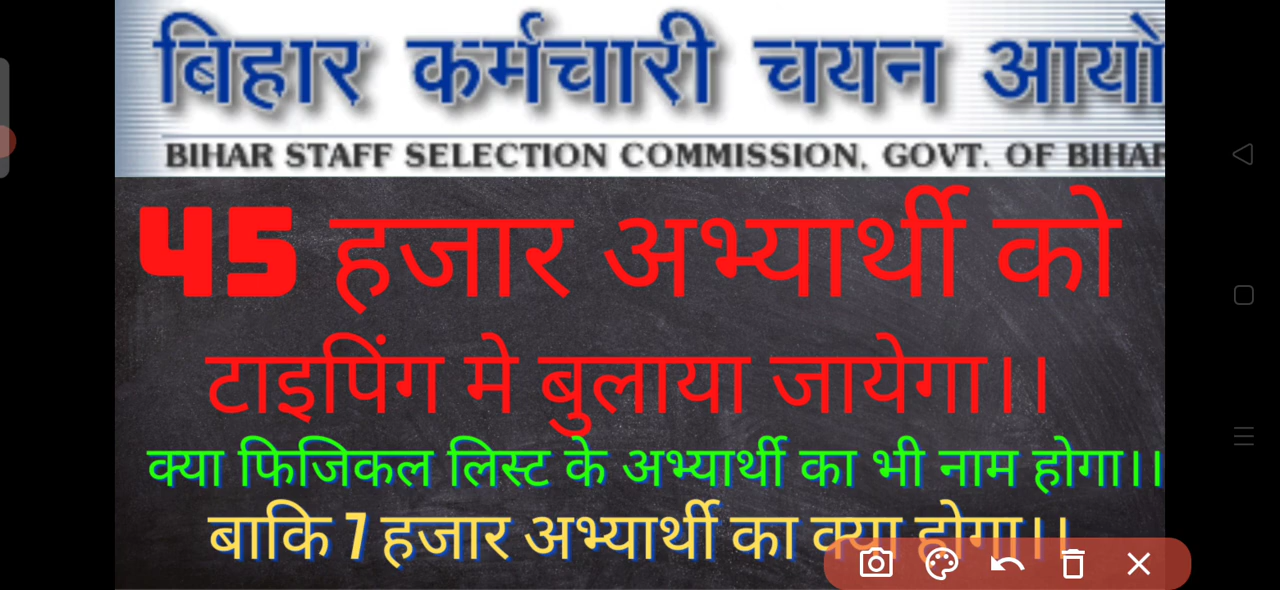 बिहार कर्मचारी चयन आयो
BIHAR STAFF SELECTION COMMISSION, GOVT. OF BIHAR
45 हजार अभ्यार्थी को
टाइपिंग मे बुलाया जायेगा।।
क्या फिजिकल लिस्ट के अभ्यार्थी का भी नाम होगा।।
बाकि 7 हजार अभ्यार्थी का क्या होगा।।